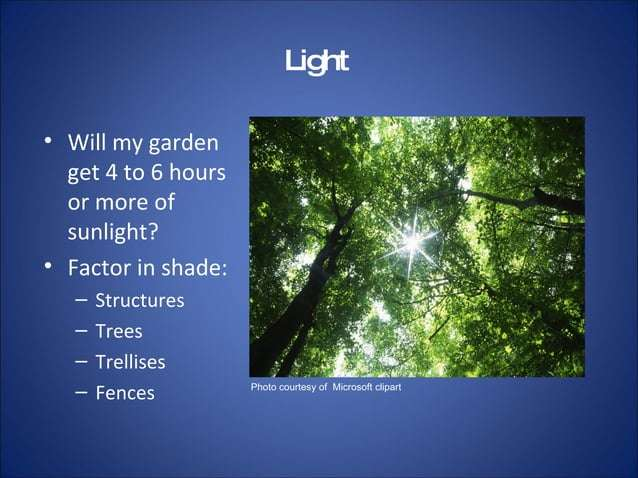 Light
• Will my garden
get 4 to 6 hours
or more of
sunlight?
• Factor in shade:
– Structures
– Trees
– Trellises
– Fences
Photo courtesy of Microsoft clipart